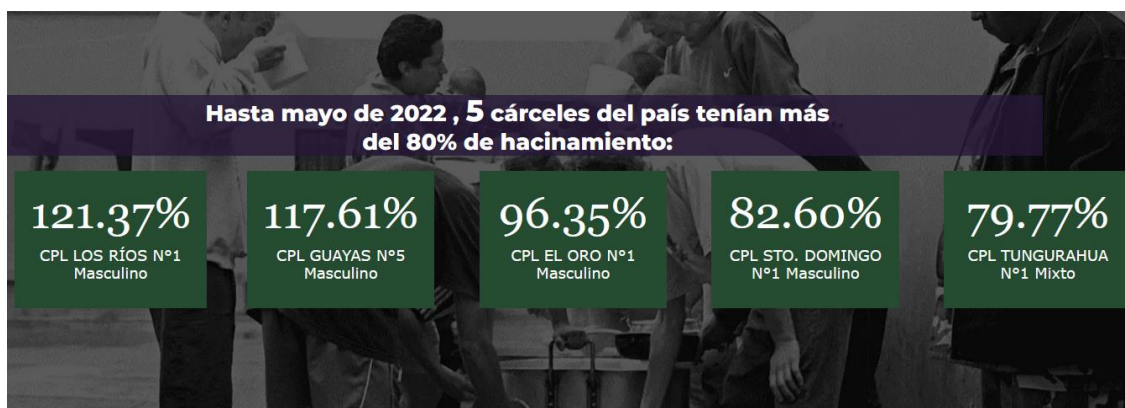 Hasta mayo de 2022 , 5 cárceles del país tenían más
del 80% de hacinamiento:
121.37%
CPL LOS RÍOS N°1
Masculino
117.61%
CPL GUAYAS N°5
Masculino
96.35%
CPL EL ORO N°1
Masculino
82.60%
CPL STO. DOMINGO
N°1 Masculino
79.77%
CPL TUNGURAHUA
N°1 Mixto